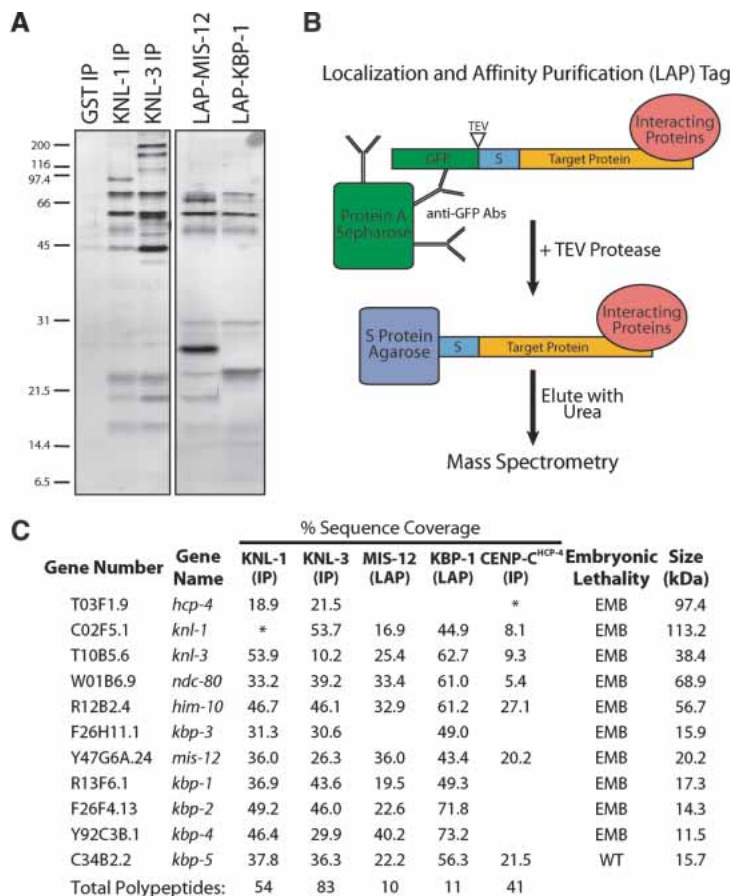 A
GST IP
KNL-1 IP
KNL-3 IP
LAP-MIS-12
LAP-KBP-1
200
116
97.4
66
45
31
21.5
14.4
6.5
B
Localization and Affinity Purification (LAP) Tag
TEV
GFP
S
Target Protein
Interacting
Proteins
Protein A
Sepharose
anti-GFP Abs
+ TEV Protease
S Protein
Agarose
S
Target Protein
Interacting
Proteins
Elute with
Urea
Mass Spectrometry
C
% Sequence Coverage
Gene Number Gene Name KNL-1 (IP) KNL-3 (IP) MIS-12 (LAP) KBP-1 (LAP) CENP-C^HCP-4 (IP) Embryonic Lethality Size (kDa)
T03F1.9 hcp-4 18.9 21.5 * EMB 97.4
C02F5.1 knl-1 * 53.7 16.9 44.9 8.1 EMB 113.2
T10B5.6 knl-3 53.9 10.2 25.4 62.7 9.3 EMB 38.4
W01B6.9 ndc-80 33.2 39.2 33.4 61.0 5.4 EMB 68.9
R12B2.4 him-10 46.7 46.1 32.9 61.2 27.1 EMB 56.7
F26H11.1 kbp-3 31.3 30.6 49.0 EMB 15.9
Y47G6A.24 mis-12 36.0 26.3 36.0 43.4 20.2 EMB 20.2
R13F6.1 kbp-1 36.9 43.6 19.5 49.3 EMB 17.3
F26F4.13 kbp-2 49.2 46.0 22.6 71.8 EMB 14.3
Y92C3B.1 kbp-4 46.4 29.9 40.2 73.2 EMB 11.5
C34B2.2 kbp-5 37.8 36.3 22.2 56.3 21.5 WT 15.7
Total Polypeptides: 54 83 10 11 41